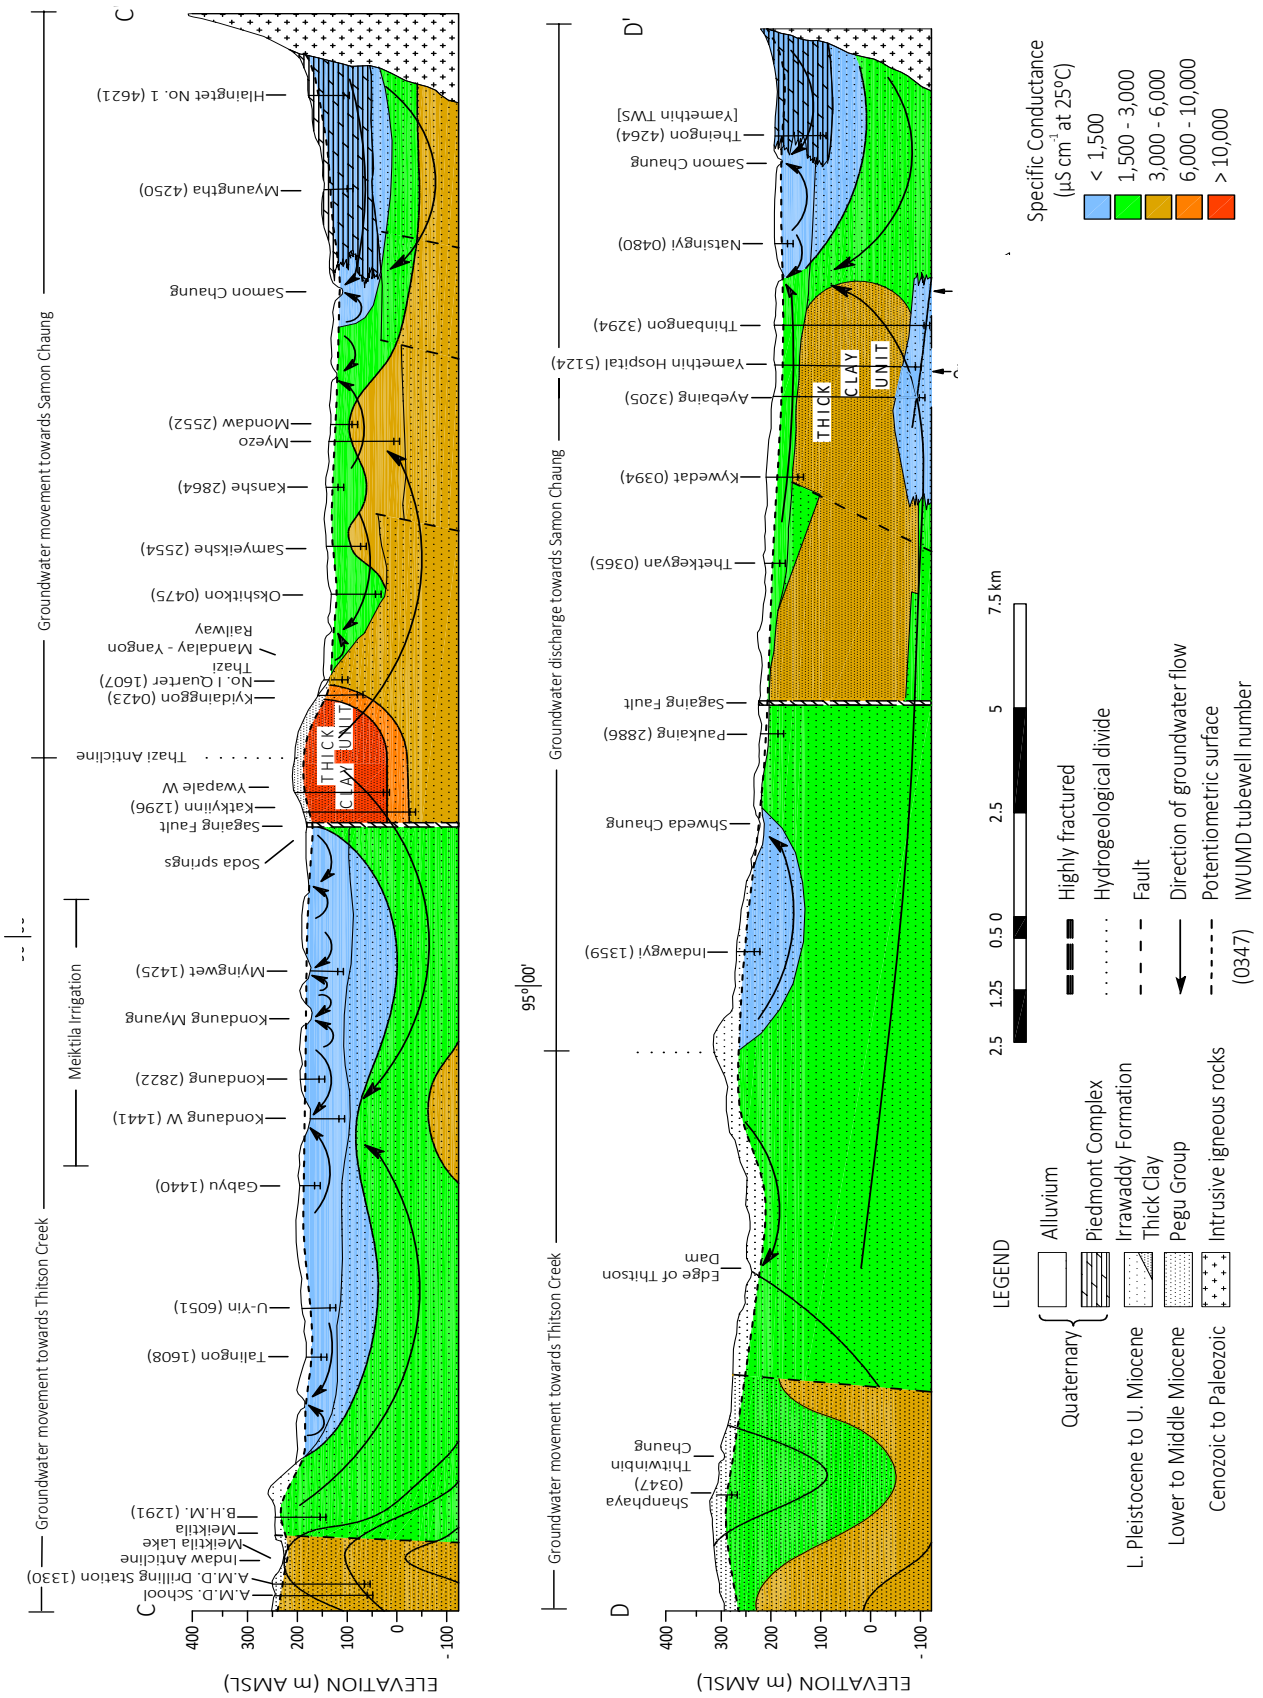 C
C'
Groundwater movement towards Thitson Creek
Groundwater movement towards Samon Chaung
Meiktila Irrigation
A.M.D. School
A.M.D. Drilling Station (1330)
Indaw Anticline
Meiktila Lake
Meiktila
B.H.M. (1291)
Talingon (1608)
U-Yin (6051)
Gabyu (1440)
Kondaung W (1441)
Kondaung (2822)
Kondaung Myaung
Myingwet (1425)
Soda springs
Sagaing Fault
Katkyiinn (1296)
Ywapale W
Thazi Anticline
Kyidainggon (0423)
No. I Quarter (1607)
Thazi
Mandalay - Yangon
Railway
Okshitkon (0475)
Samyeikshe (2554)
Kanshe (2864)
Myezo
Mondaw (2552)
Samon Chaung
Myaungtha (4250)
Hlaingtet No. 1 (4621)
THICK
CLAY UNIT
400
300
200
100
0
- 100
ELEVATION (m AMSL)
D
D'
Groundwater movement towards Thitson Creek
Groundwater discharge towards Samon Chaung
95°00'
Shanphaya
(0347)
Thitwinbin
Chaung
Edge of Thitson
Dam
Indawgyi (1359)
Shweda Chaung
Paukaing (2886)
Sagaing Fault
Thetkegyan (0365)
Kywedat (0394)
Ayebaing (3205)
Yamethin Hospital (5124)
Thinbangon (3294)
Natsingyi (0480)
Samon Chaung
Theingon (4264)
[Yamethin TWS]
THICK
CLAY
UNIT
400
300
200
100
0
- 100
ELEVATION (m AMSL)
LEGEND
Quaternary
Alluvium
Piedmont Complex
L. Pleistocene to U. Miocene
Irrawaddy Formation
Thick Clay
Lower to Middle Miocene
Pegu Group
Cenozoic to Paleozoic
Intrusive igneous rocks
2.5 1.25 0.5 0 2.5 5 7.5 km
Highly fractured
Hydrogeological divide
Fault
Direction of groundwater flow
Potentiometric surface
(0347) IWUMD tubewell number
Specific Conductance
(µS cm-1 at 25ºC)
< 1,500
1,500 - 3,000
3,000 - 6,000
6,000 - 10,000
> 10,000